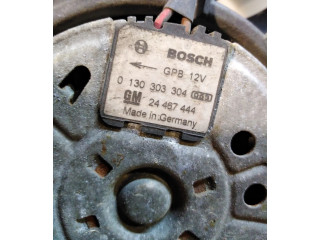 BOSCH
GPB 12V
0 130 303 304
GM 24 467 444
Made in Germany